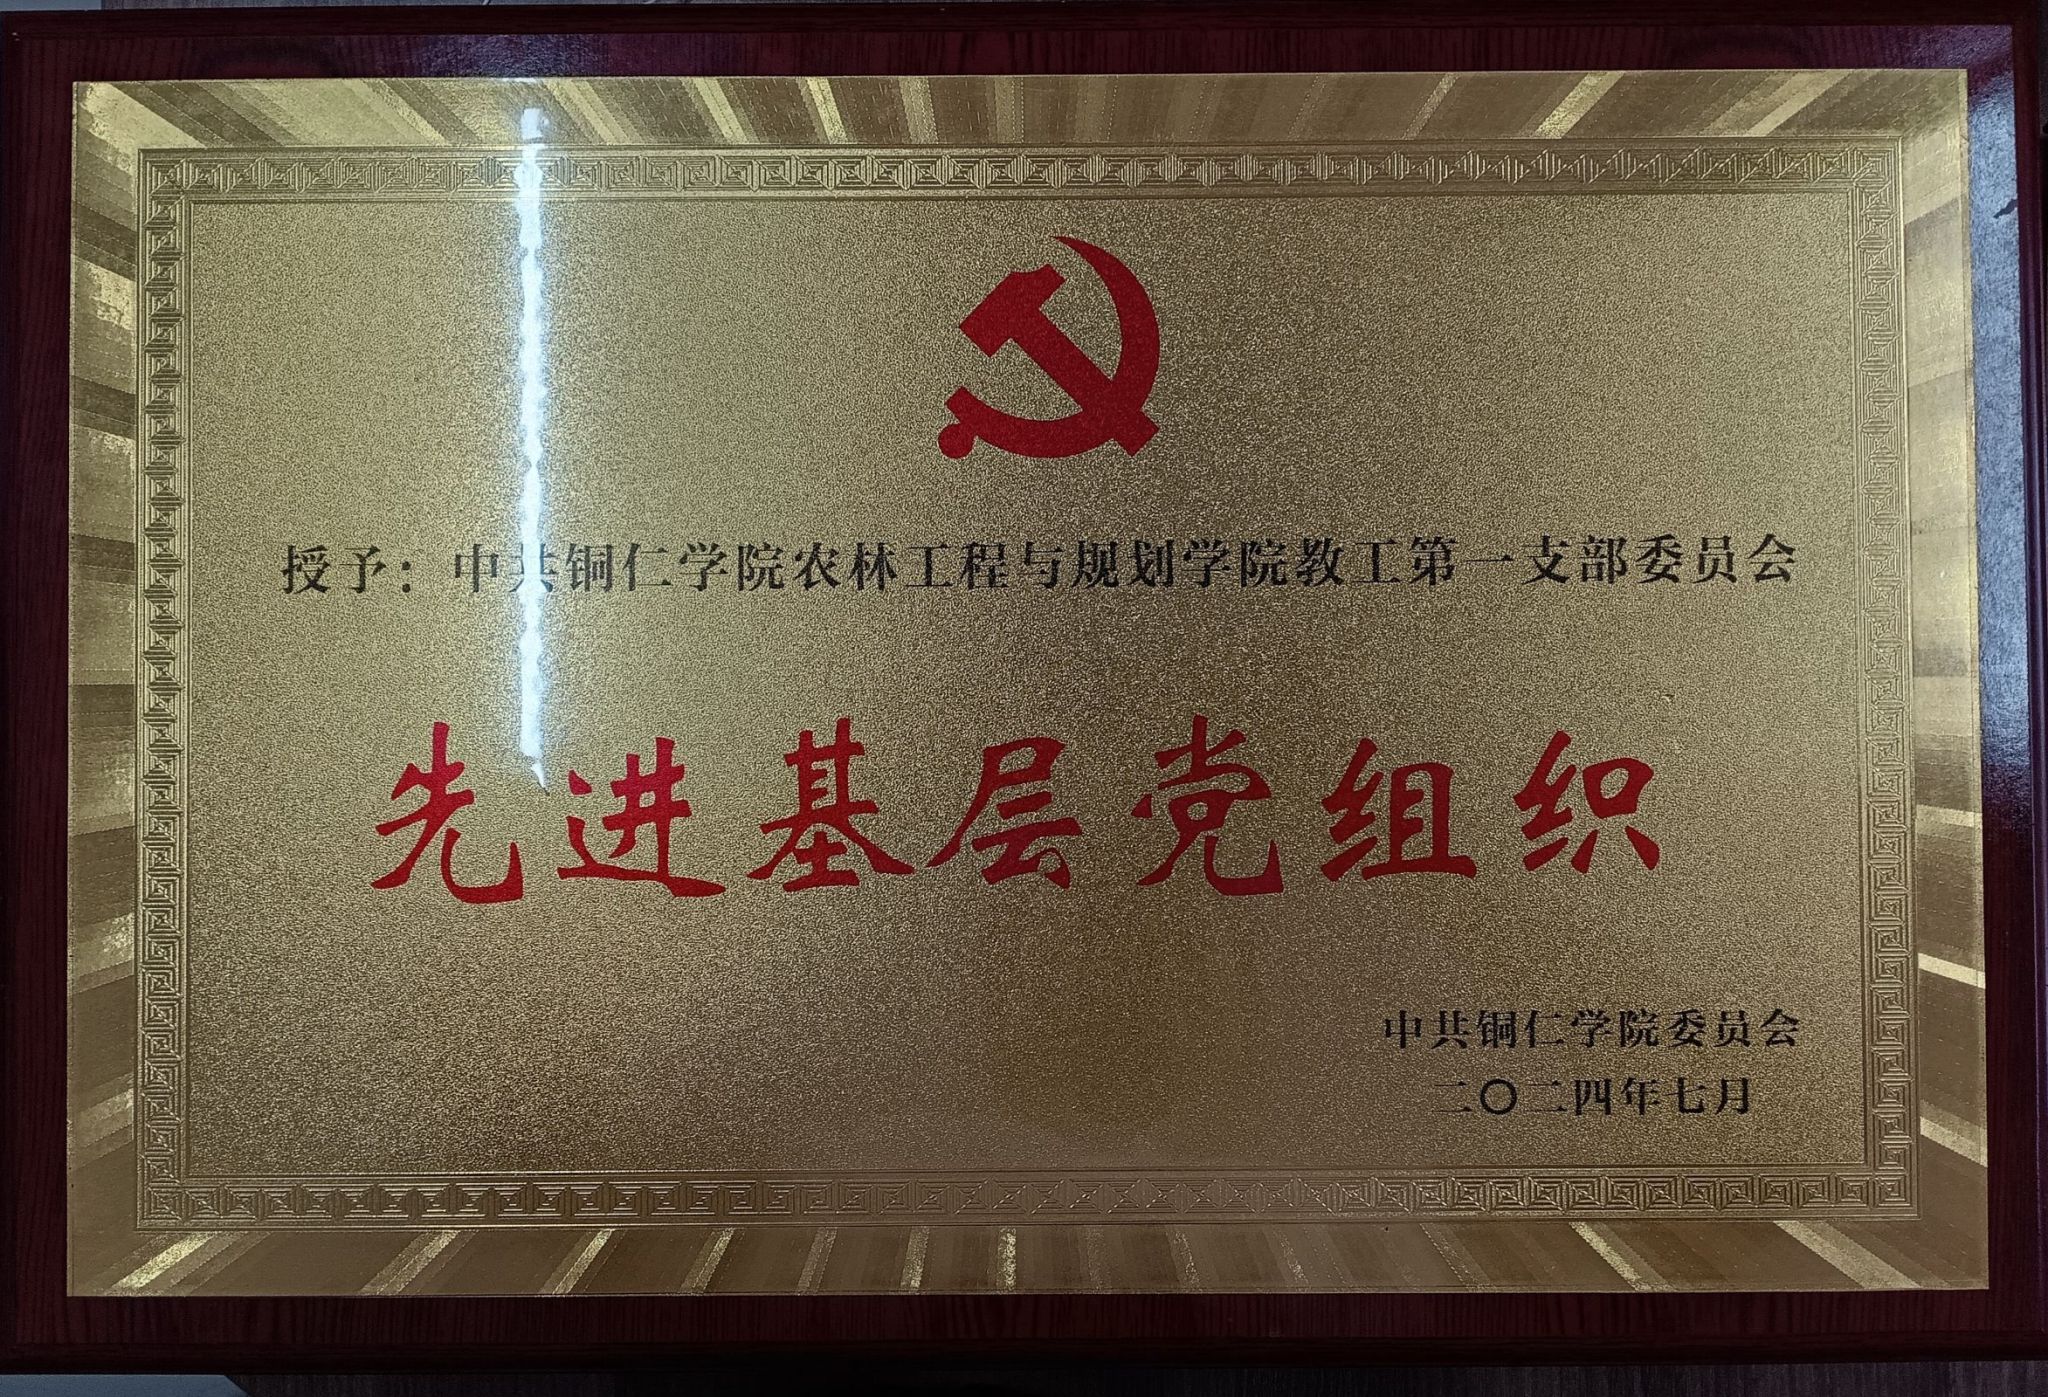 授予：中共铜仁学院农林工程与规划学院教工第一支部委员会
先进基层党组织
中共铜仁学院委员会
二〇二四年七月